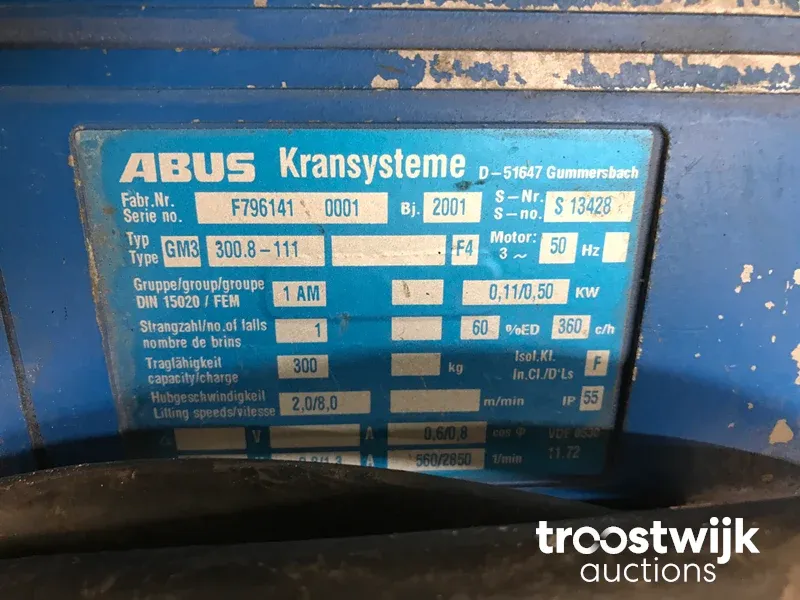 ABUS Kransysteme D-51647 Gummersbach
Fabr.Nr. F796141 0001 Bj. 2001 S-Nr. S 13428
Serie no. S-no.
Typ GM3 300.8-111 F4 Motor: 50 Hz
Type 3 ~
Gruppe/group/groupe 1 AM 0,11/0,50 KW
DIN 15020 / FEM
Strangzahl/no.of falls 1 60 %ED 360 c/h
nombre de brins
Tragfähigkeit 300 kg Isol.Kl. F
capacity/charge In.Cl./D°Ls
Hubgeschwindigkeit 2,0/8,0 m/min IP 55
Lilling speeds/vitesse
△ V A 0,6/0,8 cos φ VDE
A 560/2850 1/min 11.72
troostwijk
auctions